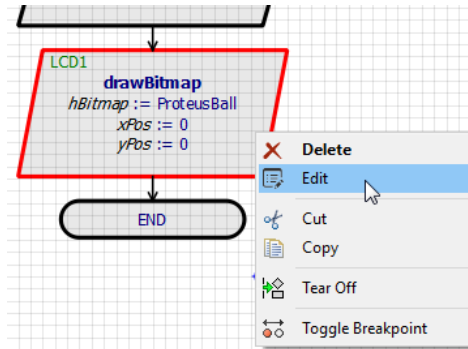 LCD1
drawBitmap
hBitmap := ProteusBall
xPos := 0
yPos := 0
END
Delete
Edit
Cut
Copy
Tear Off
Toggle Breakpoint